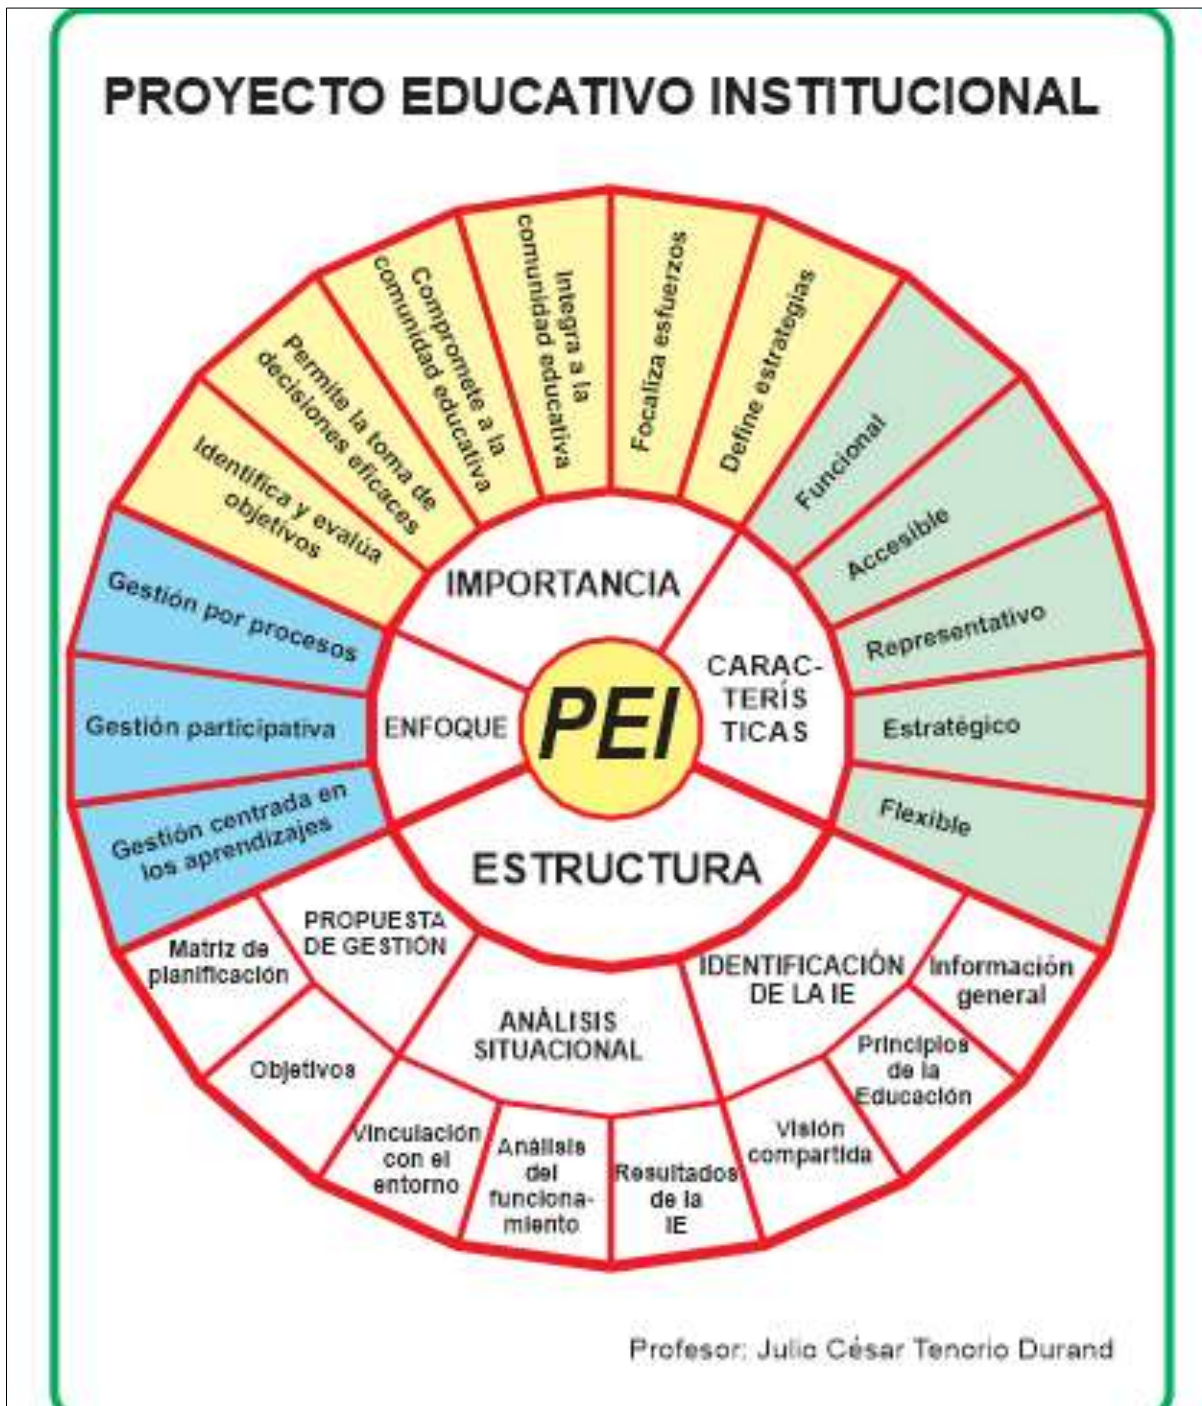 PROYECTO EDUCATIVO INSTITUCIONAL
Identifica y evalúa
objetivos
Permite la toma de
decisiones eficaces
Compromete a la
comunidad educativa
Integra a la
comunidad educativa
Focaliza esfuerzos
Define estrategias
Funcional
Accesible
Representativo
Estratégico
Flexible
Gestión por procesos
Gestión participativa
Gestión centrada en
los aprendizajes
IMPORTANCIA
CARAC-
TERÍS
TICAS
ENFOQUE
PEI
ESTRUCTURA
PROPUESTA
DE GESTIÓN
Matriz de
planificación
Objetivos
ANÀLISIS
SITUACIONAL
Vinculación
con el
entorno
Análisis
del
funciona-
miento
Resultados
de la
IE
IDENTIFICACIÓN
DE LA IE
Visión
compartida
Principios
de la
Educación
Información
general
Profesor: Julio César Tenorio Durand